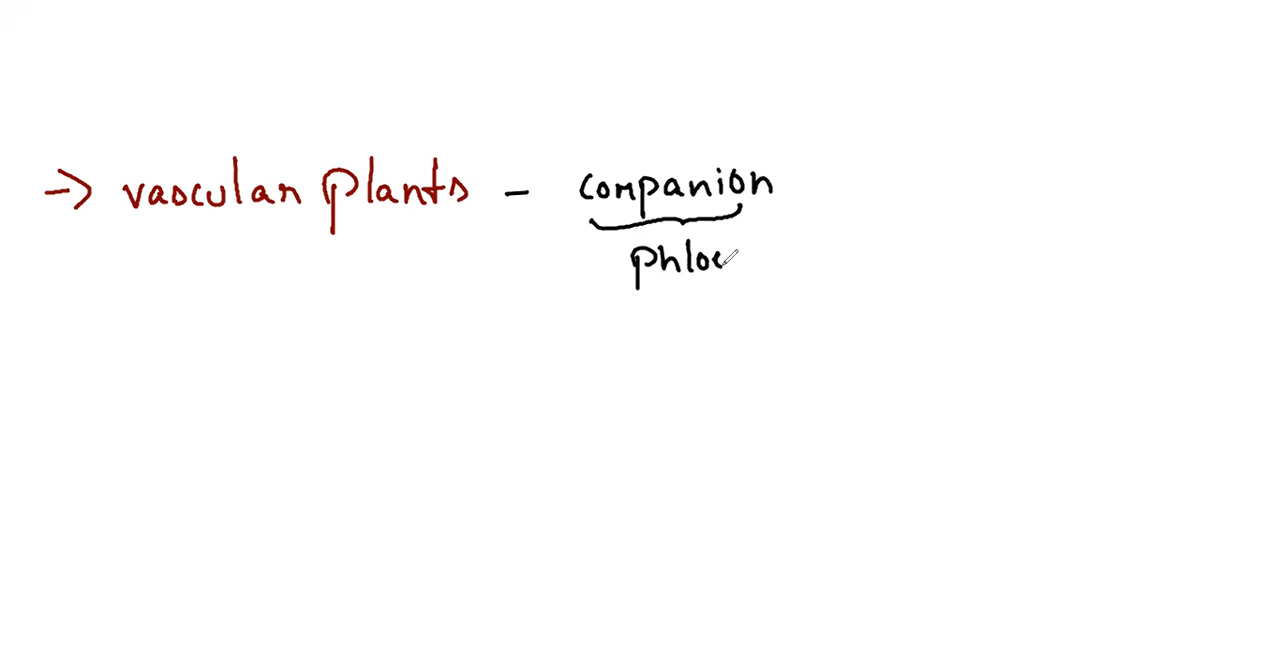 → vascular plants - companion
phloe